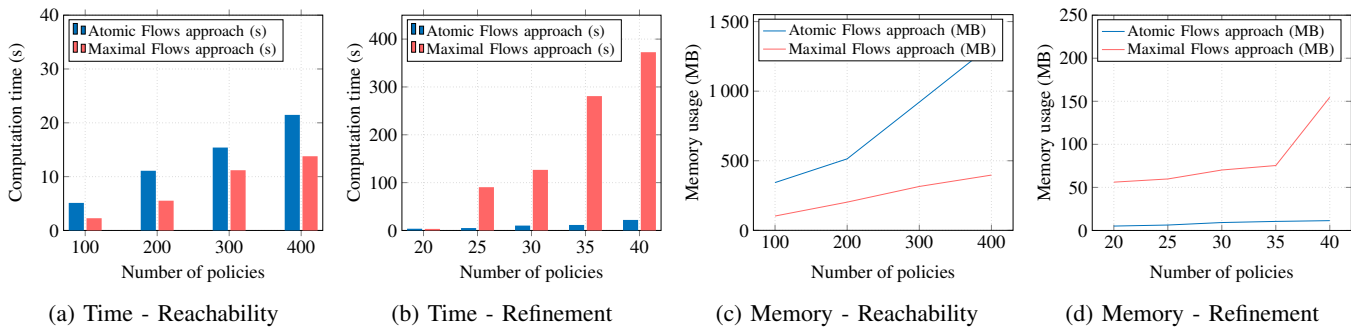 40
30
20
10
0
100 200 300 400
Computation time (s)
Number of policies
Atomic Flows approach (s)
Maximal Flows approach (s)
(a) Time - Reachability
400
300
200
100
0
20 25 30 35 40
Computation time (s)
Number of policies
Atomic Flows approach (s)
Maximal Flows approach (s)
(b) Time - Refinement
1 500
1 000
500
0
100 200 300 400
Memory usage (MB)
Number of policies
Atomic Flows approach (MB)
Maximal Flows approach (MB)
(c) Memory - Reachability
250
200
150
100
50
0
20 25 30 35 40
Memory usage (MB)
Number of policies
Atomic Flows approach (MB)
Maximal Flows approach (MB)
(d) Memory - Refinement